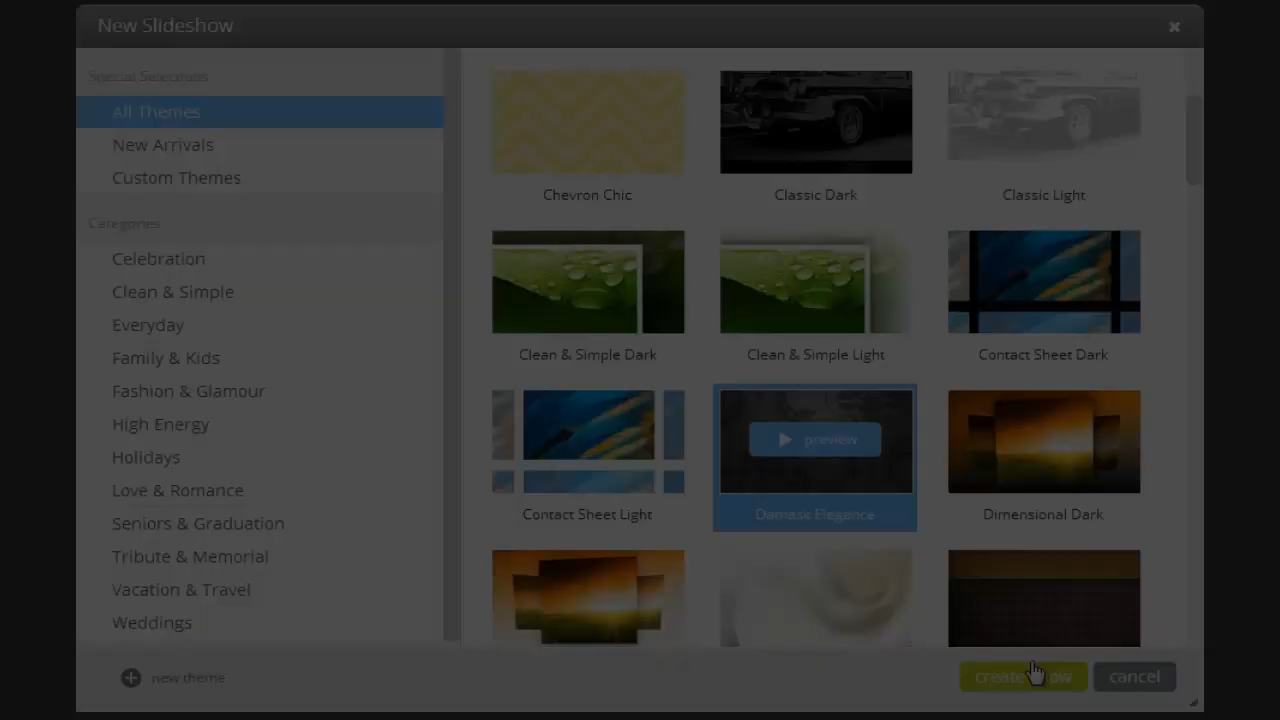 New Slideshow
Special Selections
All Themes
New Arrivals
Custom Themes
Categories
Celebration
Clean & Simple
Everyday
Family & Kids
Fashion & Glamour
High Energy
Holidays
Love & Romance
Seniors & Graduation
Tribute & Memorial
Vacation & Travel
Weddings
Chevron Chic
Classic Dark
Classic Light
Clean & Simple Dark
Clean & Simple Light
Contact Sheet Dark
preview
Contact Sheet Light
Damask Elegance
Dimensional Dark
new theme
create
cancel